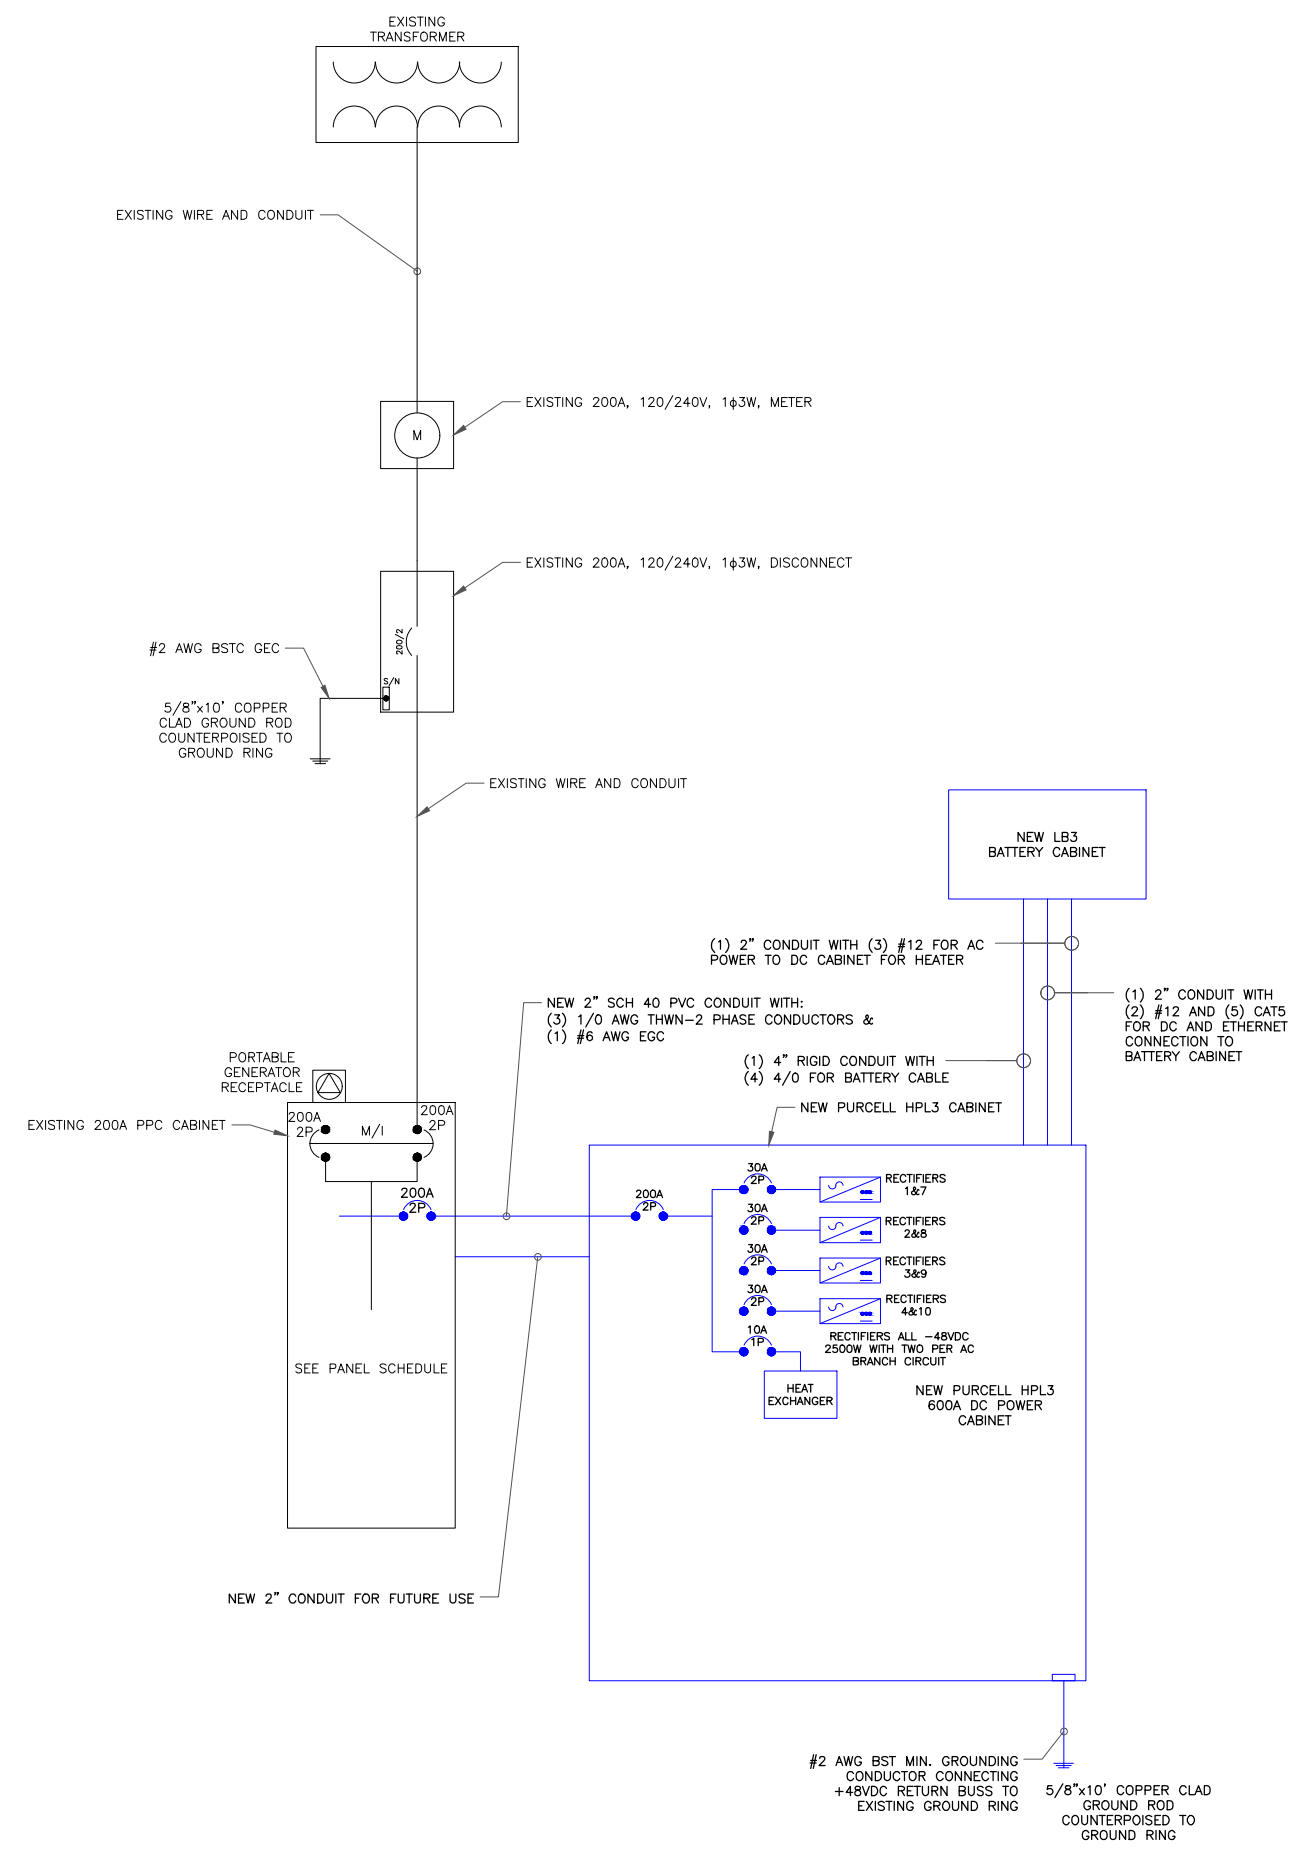 EXISTING
TRANSFORMER
EXISTING WIRE AND CONDUIT
EXISTING 200A, 120/240V, 1ϕ3W, METER
M
EXISTING 200A, 120/240V, 1ϕ3W, DISCONNECT
200/2
#2 AWG BSTC GEC
S/N
5/8"x10' COPPER
CLAD GROUND ROD
COUNTERPOISED TO
GROUND RING
EXISTING WIRE AND CONDUIT
NEW LB3
BATTERY CABINET
(1) 2" CONDUIT WITH (3) #12 FOR AC
POWER TO DC CABINET FOR HEATER
(1) 2" CONDUIT WITH
(2) #12 AND (5) CAT5
FOR DC AND ETHERNET
CONNECTION TO
BATTERY CABINET
NEW 2" SCH 40 PVC CONDUIT WITH:
(3) 1/0 AWG THWN-2 PHASE CONDUCTORS &
(1) #6 AWG EGC
(1) 4" RIGID CONDUIT WITH
(4) 4/0 FOR BATTERY CABLE
PORTABLE
GENERATOR
RECEPTACLE
NEW PURCELL HPL3 CABINET
EXISTING 200A PPC CABINET
200A
2P
M/I
200A
2P
200A
2P
200A
2P
30A
2P
RECTIFIERS
1&7
30A
2P
RECTIFIERS
2&8
30A
2P
RECTIFIERS
3&9
30A
2P
RECTIFIERS
4&10
10A
1P
RECTIFIERS ALL -48VDC
2500W WITH TWO PER AC
BRANCH CIRCUIT
HEAT
EXCHANGER
NEW PURCELL HPL3
600A DC POWER
CABINET
SEE PANEL SCHEDULE
NEW 2" CONDUIT FOR FUTURE USE
#2 AWG BST MIN. GROUNDING
CONDUCTOR CONNECTING
+48VDC RETURN BUSS TO
EXISTING GROUND RING
5/8"x10' COPPER CLAD
GROUND ROD
COUNTERPOISED TO
GROUND RING